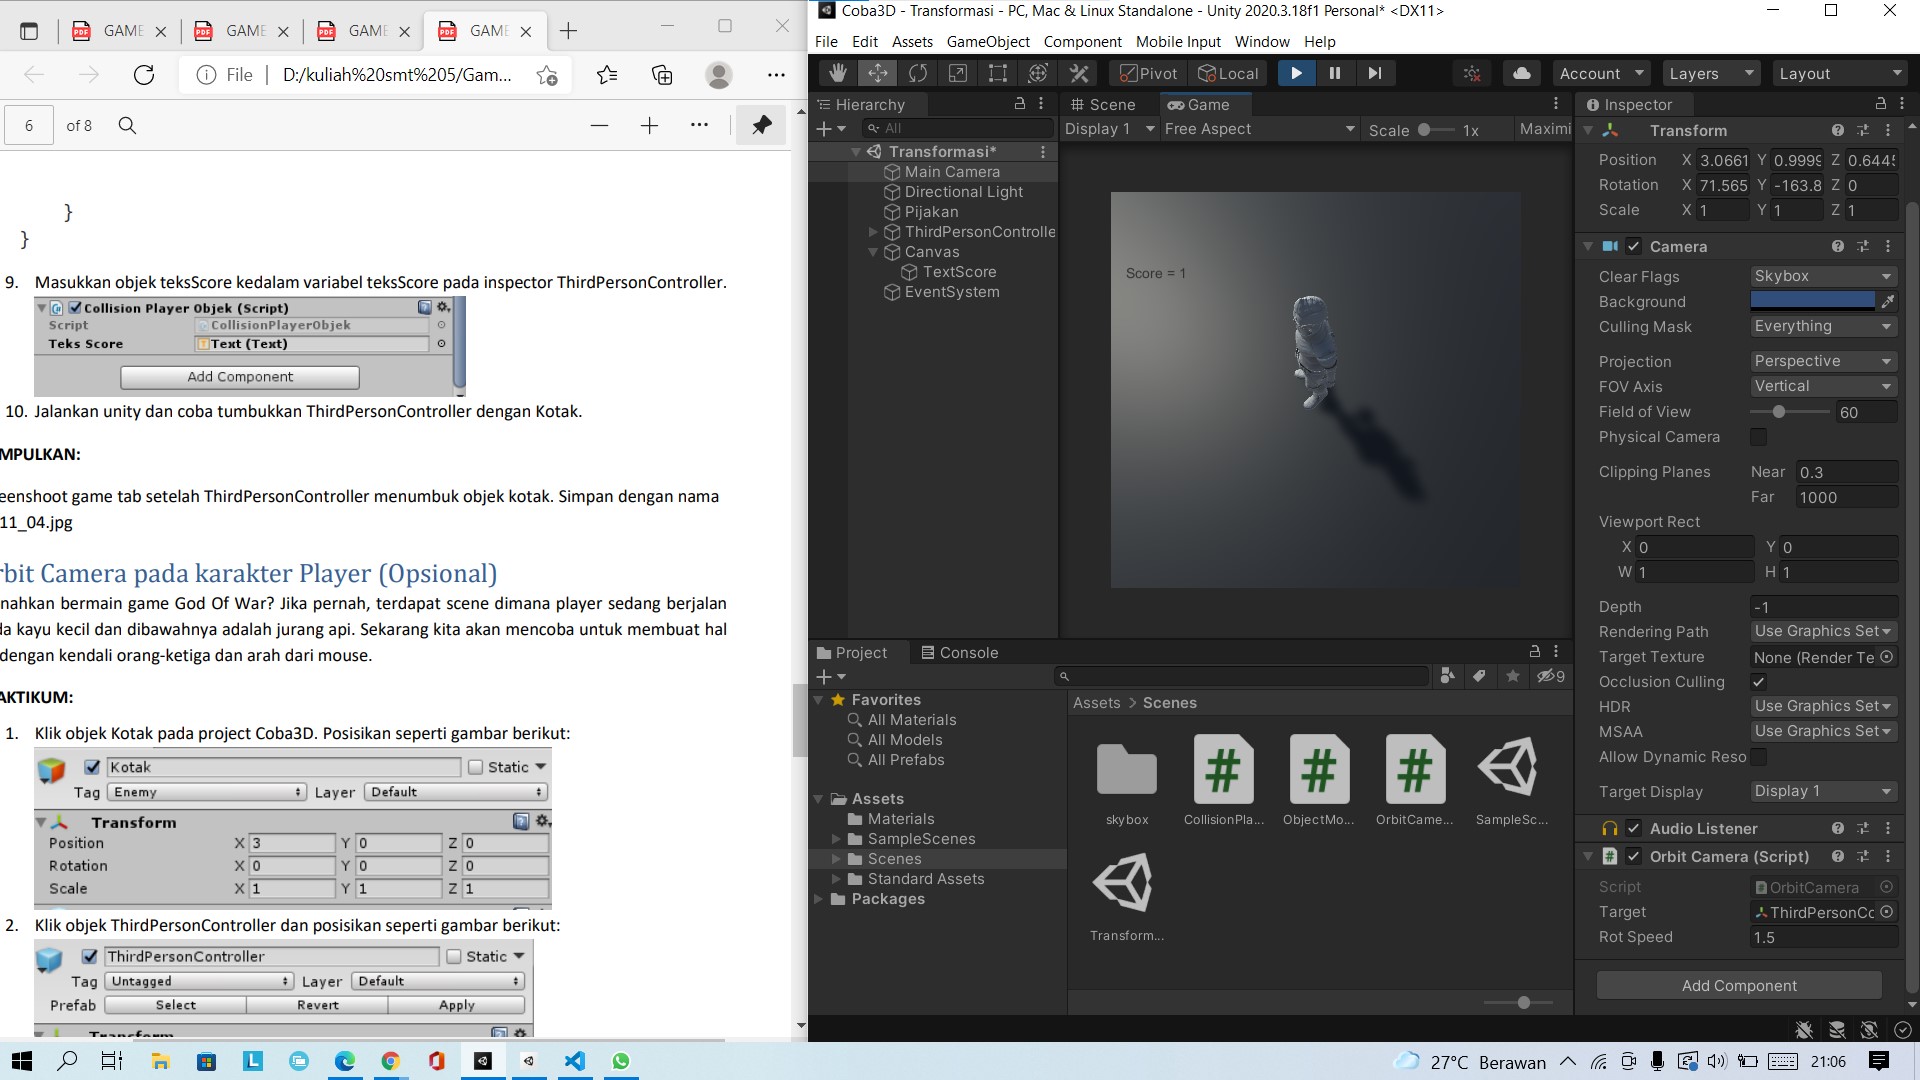 GAME
GAME
GAME
GAME
File
D:/kuliah%20smt%205/Gam...
6
of 8
}
}
9. Masukkan objek teksScore kedalam variabel teksScore pada inspector ThirdPersonController.
Collision Player Objek (Script)
Script CollisionPlayerObjek
Teks Score Text (Text)
Add Component
10. Jalankan unity dan coba tumbukkan ThirdPersonController dengan Kotak.
MPULKAN:
eenshoot game tab setelah ThirdPersonController menumbuk objek kotak. Simpan dengan nama
11_04.jpg
rbit Camera pada karakter Player (Opsional)
nahkan bermain game God Of War? Jika pernah, terdapat scene dimana player sedang berjalan
da kayu kecil dan dibawahnya adalah jurang api. Sekarang kita akan mencoba untuk membuat hal
dengan kendali orang-ketiga dan arah dari mouse.
AKTIKUM:
1. Klik objek Kotak pada project Coba3D. Posisikan seperti gambar berikut:
Kotak Static
Tag Enemy Layer Default
Transform
Position X 3 Y 0 Z 0
Rotation X 0 Y 0 Z 0
Scale X 1 Y 1 Z 1
2. Klik objek ThirdPersonController dan posisikan seperti gambar berikut:
ThirdPersonController Static
Tag Untagged Layer Default
Prefab Select Revert Apply
Transform
Coba3D - Transformasi - PC, Mac & Linux Standalone - Unity 2020.3.18f1 Personal* <DX11>
File Edit Assets GameObject Component Mobile Input Window Help
Pivot Local Account Layers Layout
Hierarchy
All
Transformasi*
Main Camera
Directional Light
Pijakan
ThirdPersonControlle
Canvas
TextScore
EventSystem
Scene Game
Display 1 Free Aspect Scale 1x Maximi
Score = 1
Project Console
9
Favorites
All Materials
All Models
All Prefabs
Assets
Materials
SampleScenes
Scenes
Standard Assets
Packages
Assets > Scenes
skybox CollisionPla... ObjectMo... OrbitCame... SampleSc...
Transform...
Inspector
Transform
Position X 3.0661 Y 0.9999 Z 0.6445
Rotation X 71.565 Y -163.8 Z 0
Scale X 1 Y 1 Z 1
Camera
Clear Flags Skybox
Background
Culling Mask Everything
Projection Perspective
FOV Axis Vertical
Field of View 60
Physical Camera
Clipping Planes Near 0.3
Far 1000
Viewport Rect
X 0 Y 0
W 1 H 1
Depth -1
Rendering Path Use Graphics Set
Target Texture None (Render Te
Occlusion Culling
HDR Use Graphics Set
MSAA Use Graphics Set
Allow Dynamic Reso
Target Display Display 1
Audio Listener
Orbit Camera (Script)
Script OrbitCamera
Target ThirdPersonCo
Rot Speed 1.5
Add Component
27°C Berawan 21:06